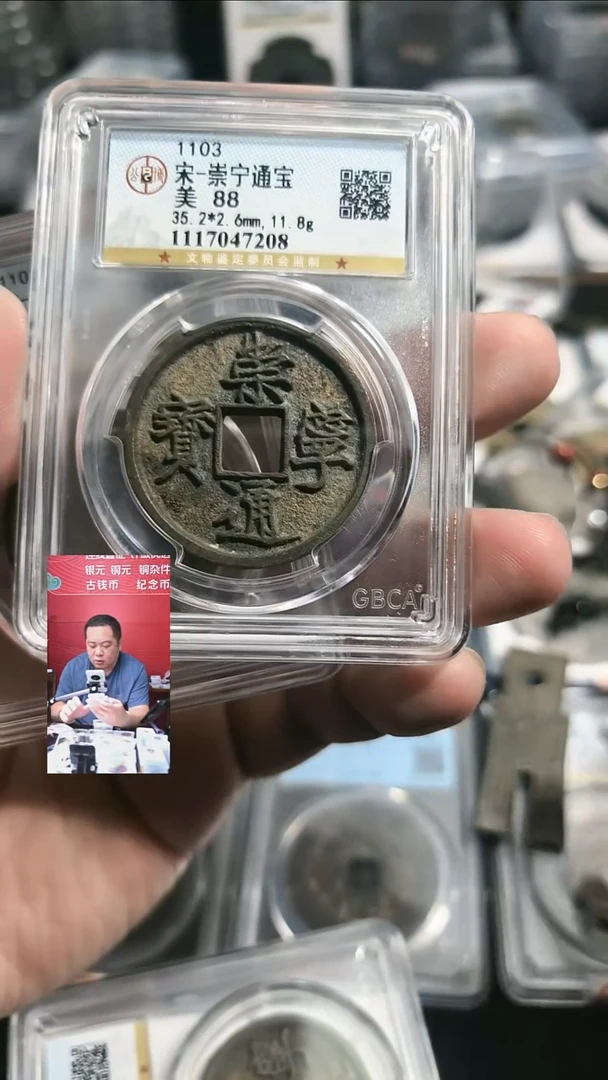 1103
宋-崇宁通宝
美 88
35.2*2.6mm,11.8g
1117047208
文物鉴定委员会监制
崇
寶 寧
通
GBCA
银元 铜元 铜杂件
古钱币 纪念币
110